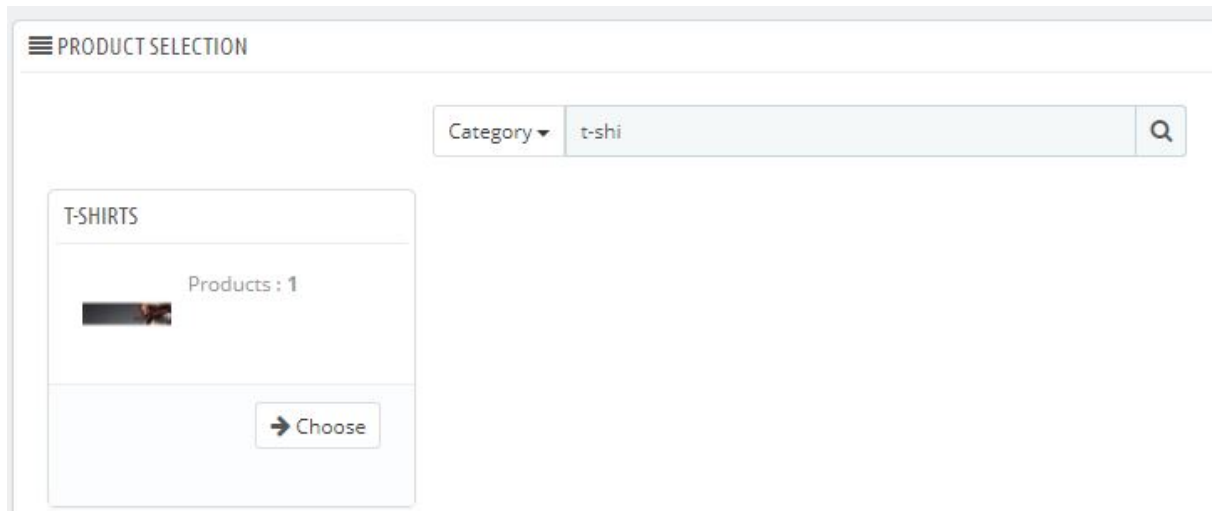 PRODUCT SELECTION
Category t-shi
T-SHIRTS
Products : 1
Choose